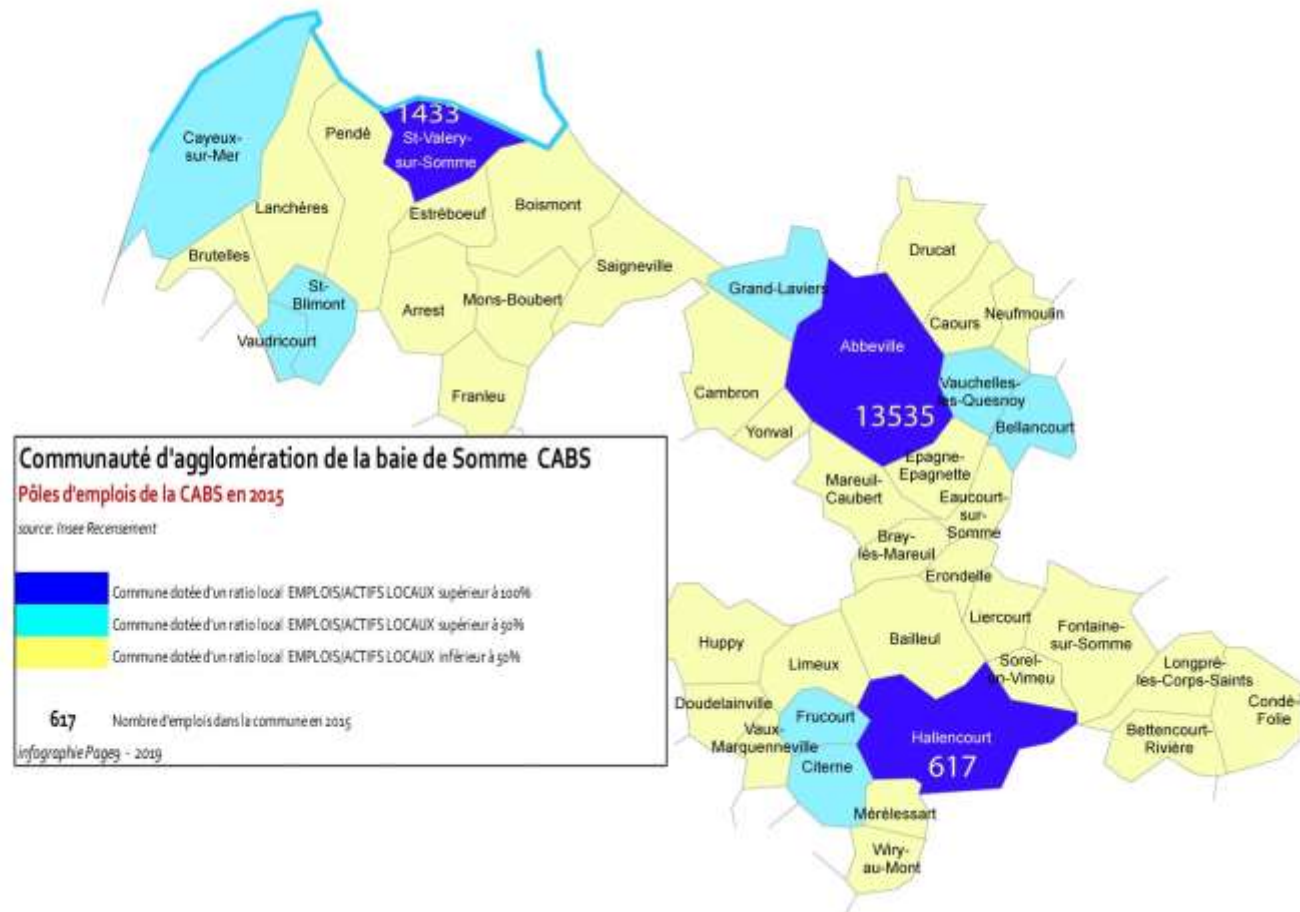 1433
St-Valery-
sur-Somme
Cayeux-
sur-Mer
Pendé
Lanchères
Estréboeuf
Boismont
Brutelles
Saigneville
St-
Blimont
Arrest
Mons-Boubert
Vaudricourt
Franleu
Drucat
Grand-Laviers
Caours
Neufmoulin
Abbeville
13535
Cambron
Vauchelles-
les-Quesnoy
Yonval
Bellancourt
Epagne-
Epagnette
Mareuil-
Caubert
Eaucourt-
sur-
Somme
Bray-
lès-Mareuil
Erondelle
Liercourt
Huppy
Limeux
Bailleul
Fontaine-
sur-Somme
Sorel-
en-Vimeu
Longpré-
les-Corps-Saints
Condé-
Folie
Doudelainville
Frucourt
Vaux-
Marquenneville
Hallencourt
617
Bettencourt-
Rivière
Citerne
Mérélessart
Wiry-
au-Mont
Communauté d'agglomération de la baie de Somme CABS
Pôles d'emplois de la CABS en 2015
source: Insee Recensement
Commune dotée d'un ratio local EMPLOIS/ACTIFS LOCAUX supérieur à 100%
Commune dotée d'un ratio local EMPLOIS/ACTIFS LOCAUX supérieur à 50%
Commune dotée d'un ratio local EMPLOIS/ACTIFS LOCAUX inférieur à 50%
617 Nombre d'emplois dans la commune en 2015
infographie Page9 - 2019